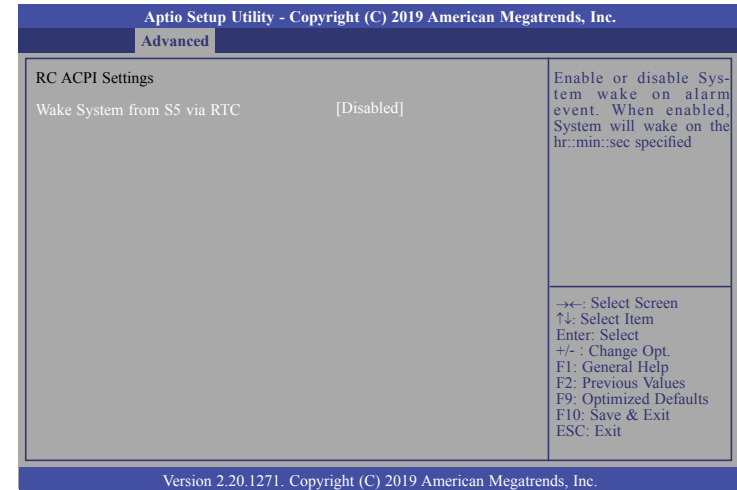 Aptio Setup Utility - Copyright (C) 2019 American Megatrends, Inc.
Advanced
RC ACPI Settings
Wake System from S5 via RTC [Disabled]
Enable or disable Sys-
tem wake on alarm
event. When enabled,
System will wake on the
hr::min::sec specified
→←: Select Screen
↑↓: Select Item
Enter: Select
+/- : Change Opt.
F1: General Help
F2: Previous Values
F9: Optimized Defaults
F10: Save & Exit
ESC: Exit
Version 2.20.1271. Copyright (C) 2019 American Megatrends, Inc.